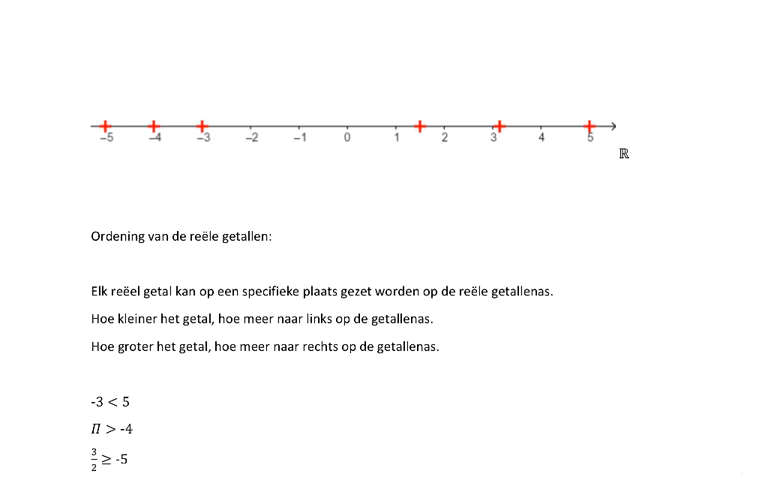 −5 −4 −3 −2 −1 0 1 2 3 4 5
ℝ
Ordening van de reële getallen:
Elk reëel getal kan op een specifieke plaats gezet worden op de reële getallenas.
Hoe kleiner het getal, hoe meer naar links op de getallenas.
Hoe groter het getal, hoe meer naar rechts op de getallenas.
-3 < 5
Π > -4
3/2 ≥ -5